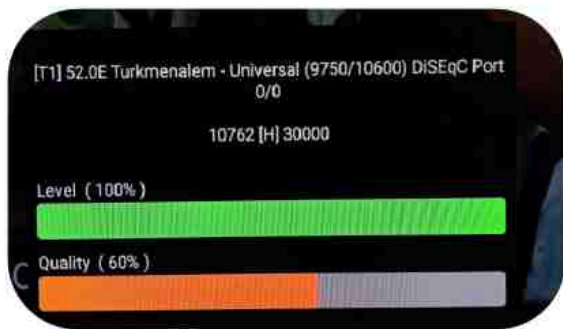 [T1] 52.0E Turkmenalem - Universal (9750/10600) DiSEqC Port
0/0
10762 [H] 30000
Level ( 100% )
Quality ( 60% )
C